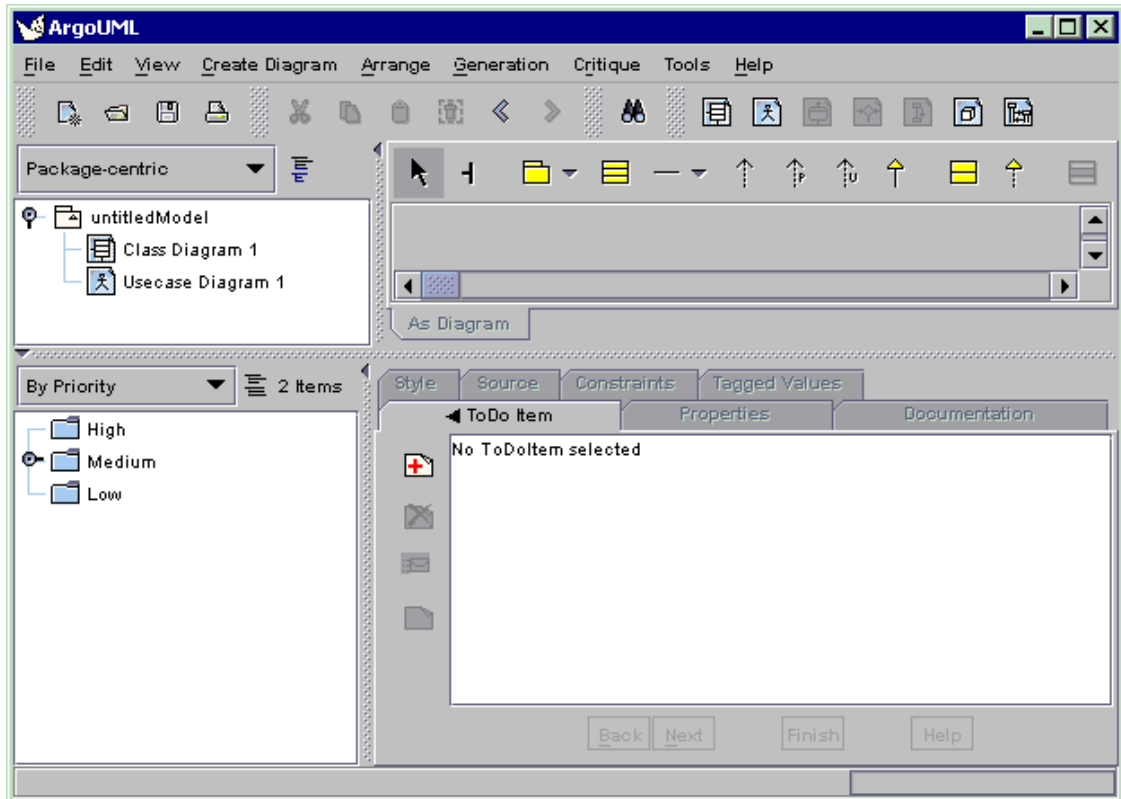 ArgoUML
File Edit View Create Diagram Arrange Generation Critique Tools Help
Package-centric
P U
untitledModel
Class Diagram 1
Usecase Diagram 1
As Diagram
By Priority 2 Items
Style Source Constraints Tagged Values
ToDo Item Properties Documentation
High
Medium
Low
No ToDoItem selected
Back Next Finish Help